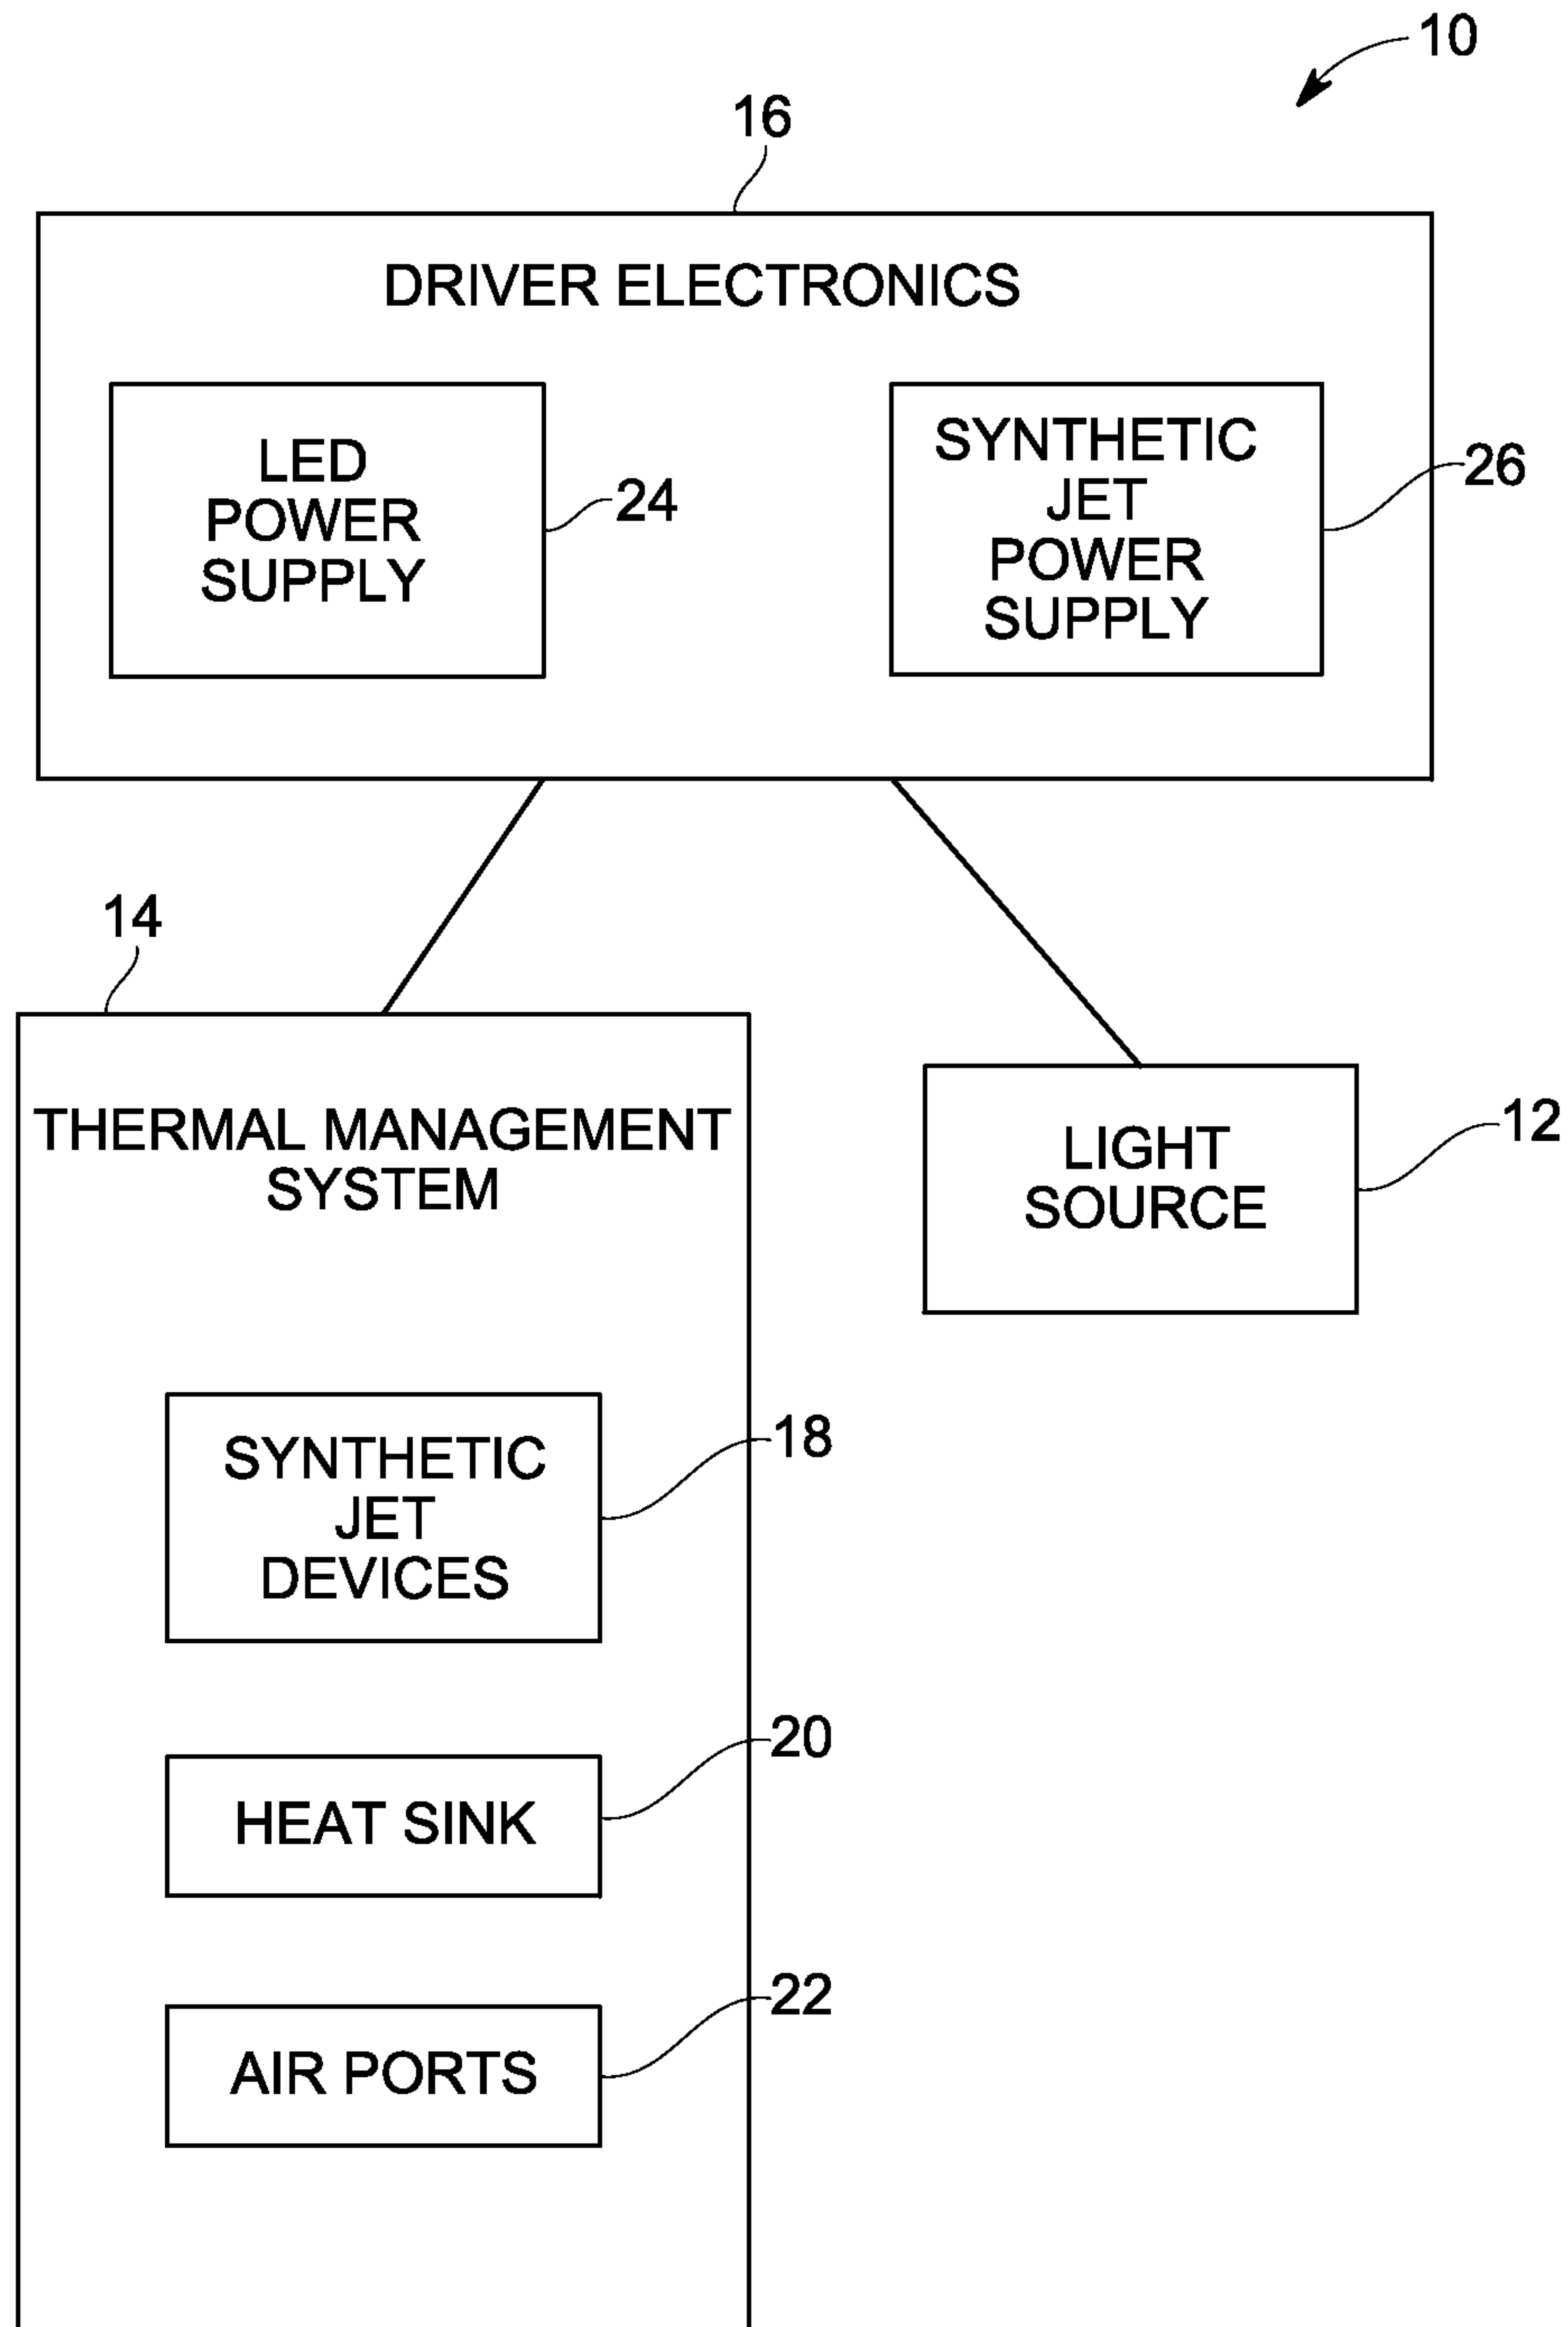 10
16
DRIVER ELECTRONICS
LED
POWER
SUPPLY
24
SYNTHETIC
JET
POWER
SUPPLY
26
14
THERMAL MANAGEMENT
SYSTEM
LIGHT
SOURCE
12
SYNTHETIC
JET
DEVICES
18
HEAT SINK
20
AIR PORTS
22